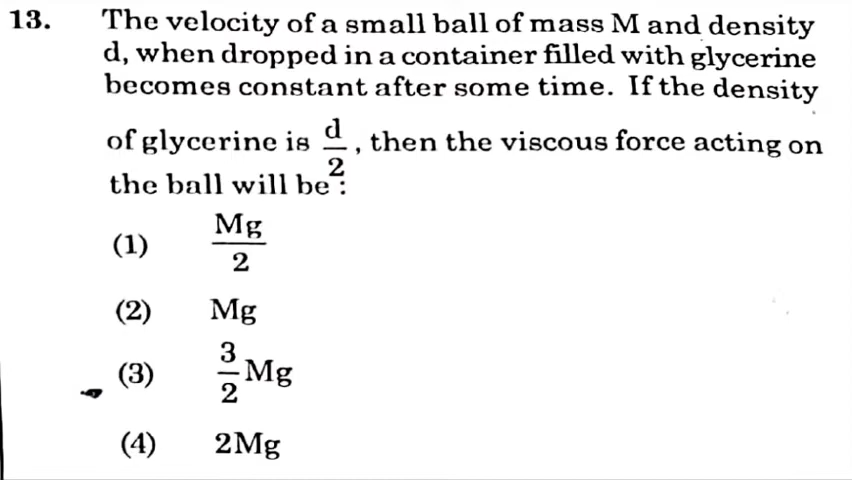 13. The velocity of a small ball of mass M and density
d, when dropped in a container filled with glycerine
becomes constant after some time. If the density
of glycerine is d/2, then the viscous force acting on
the ball will be :
(1) Mg/2
(2) Mg
(3) 3/2 Mg
(4) 2Mg